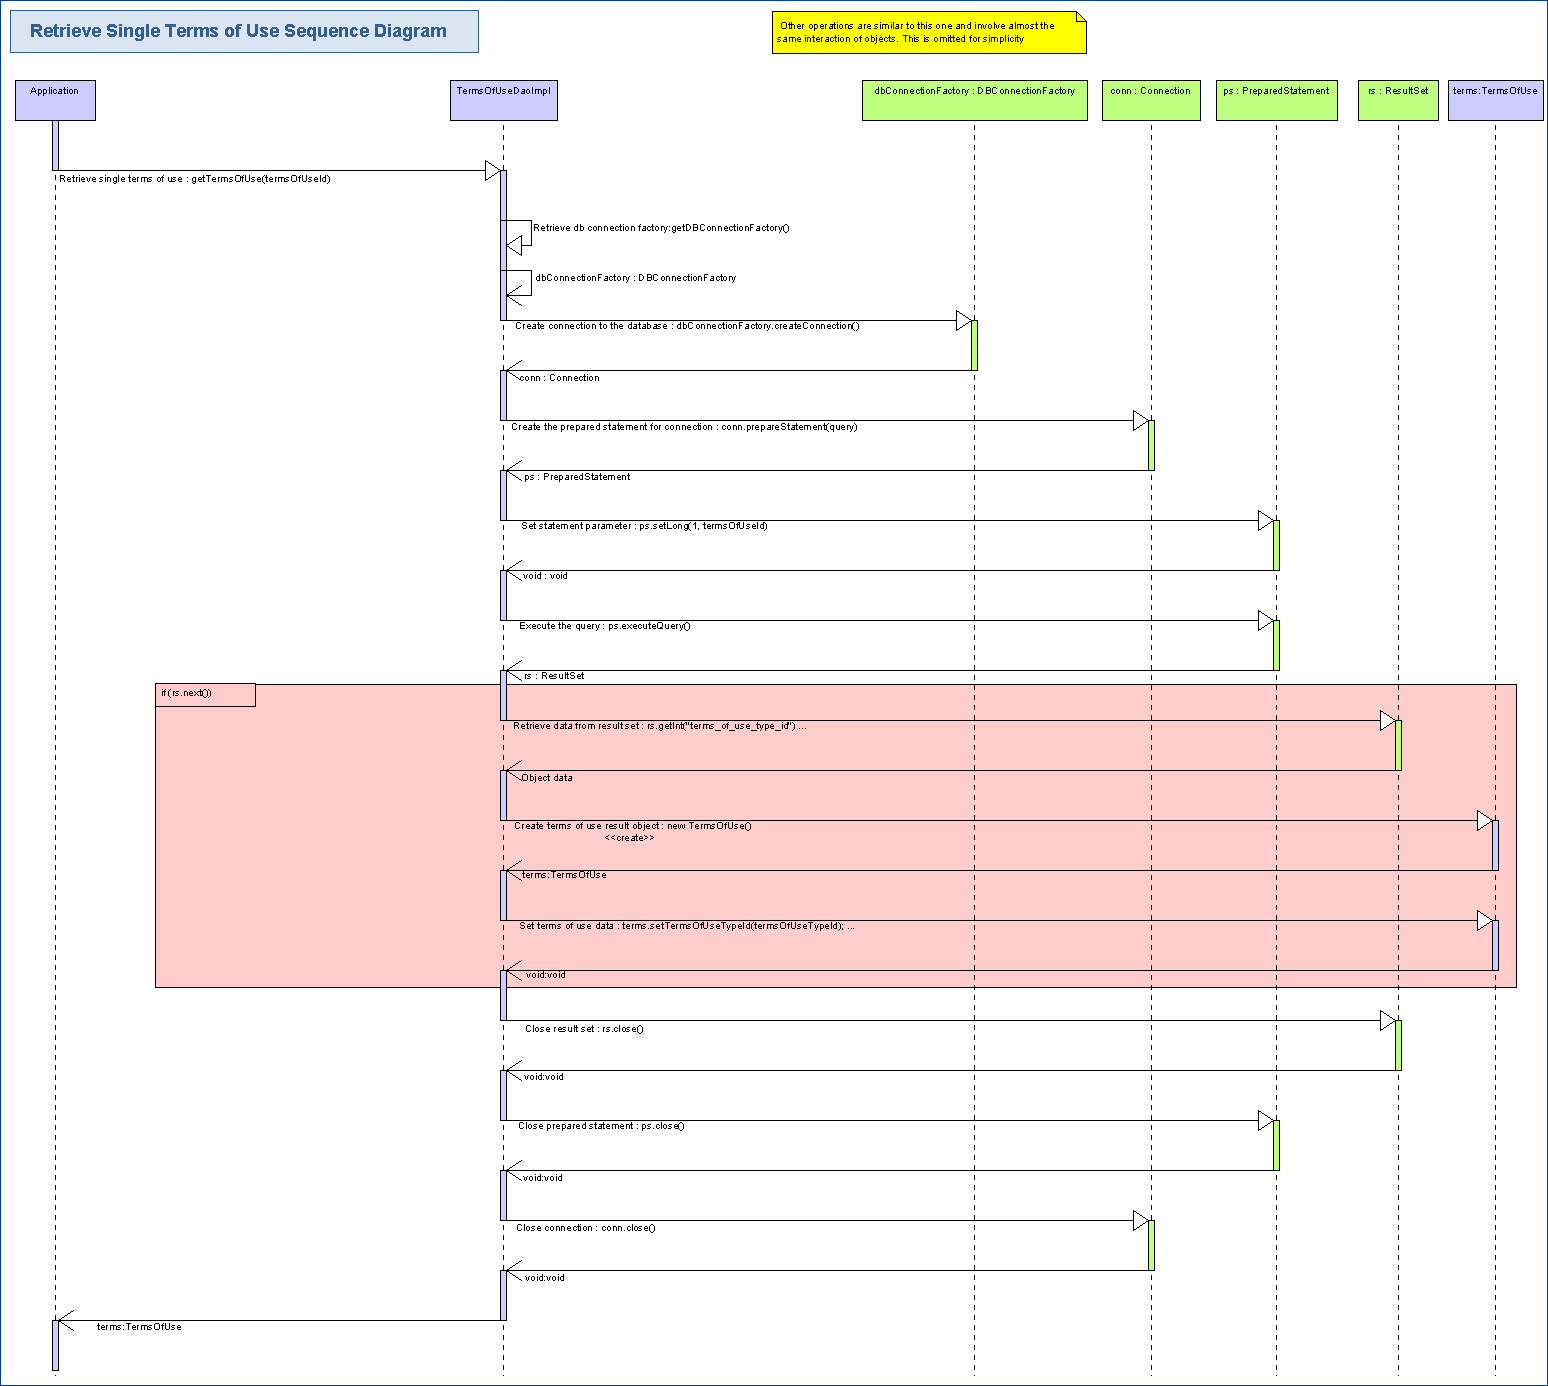 Retrieve Single Terms of Use Sequence Diagram
Other operations are similar to this one and involve almost the
same interaction of objects. This is omitted for simplicity
Application
TermsOfUseDaoImpl
dbConnectionFactory : DBConnectionFactory
conn : Connection
ps : PreparedStatement
rs : ResultSet
terms:TermsOfUse
Retrieve single terms of use : getTermsOfUse(termsOfUseId)
Retrieve db connection factory:getDBConnectionFactory()
dbConnectionFactory : DBConnectionFactory
Create connection to the database : dbConnectionFactory.createConnection()
conn : Connection
Create the prepared statement for connection : conn.prepareStatement(query)
ps : PreparedStatement
Set statement parameter : ps.setLong(1, termsOfUseId)
void : void
Execute the query : ps.executeQuery()
rs : ResultSet
if (rs.next())
Retrieve data from result set : rs.getInt("terms_of_use_type_id") ...
Object data
Create terms of use result object : new TermsOfUse()
<<create>>
terms:TermsOfUse
Set terms of use data : terms.setTermsOfUseTypeId(termsOfUseTypeId); ...
void:void
Close result set : rs.close()
void:void
Close prepared statement : ps.close()
void:void
Close connection : conn.close()
void:void
terms:TermsOfUse